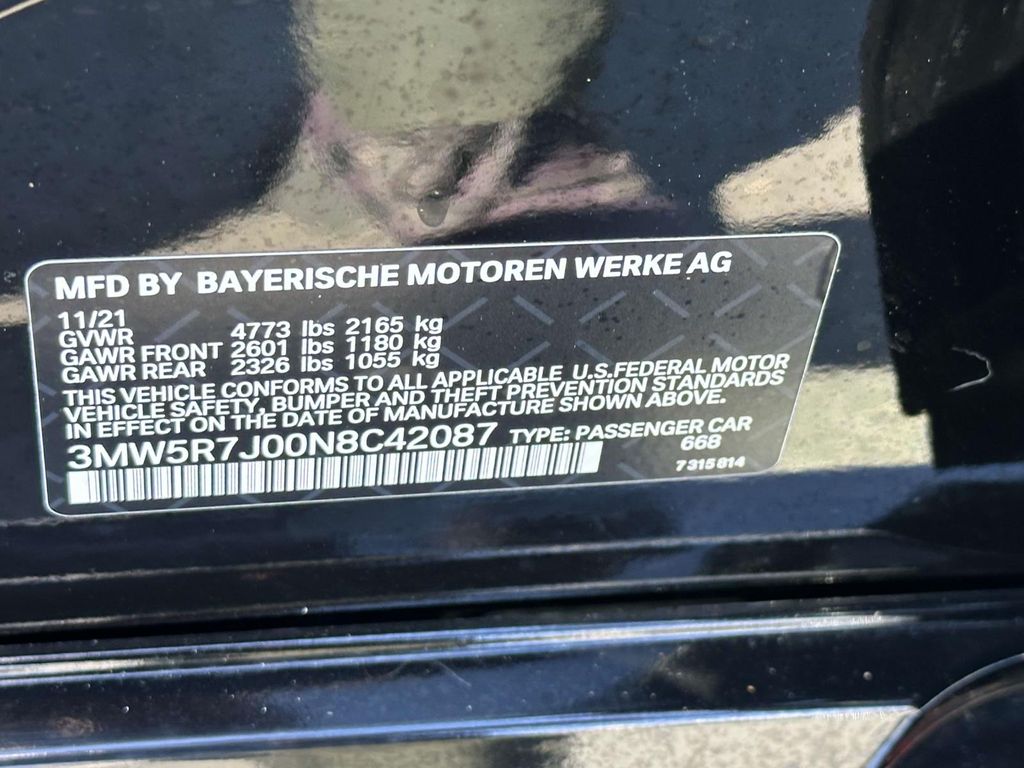 MFD BY BAYERISCHE MOTOREN WERKE AG
11/21
GVWR 4773 lbs 2165 kg
GAWR FRONT 2601 lbs 1180 kg
GAWR REAR 2326 lbs 1055 kg
THIS VEHICLE CONFORMS TO ALL APPLICABLE U.S.FEDERAL MOTOR
VEHICLE SAFETY, BUMPER AND THEFT PREVENTION STANDARDS
IN EFFECT ON THE DATE OF MANUFACTURE SHOWN ABOVE.
3MW5R7J00N8C42087 TYPE: PASSENGER CAR
668
7315814